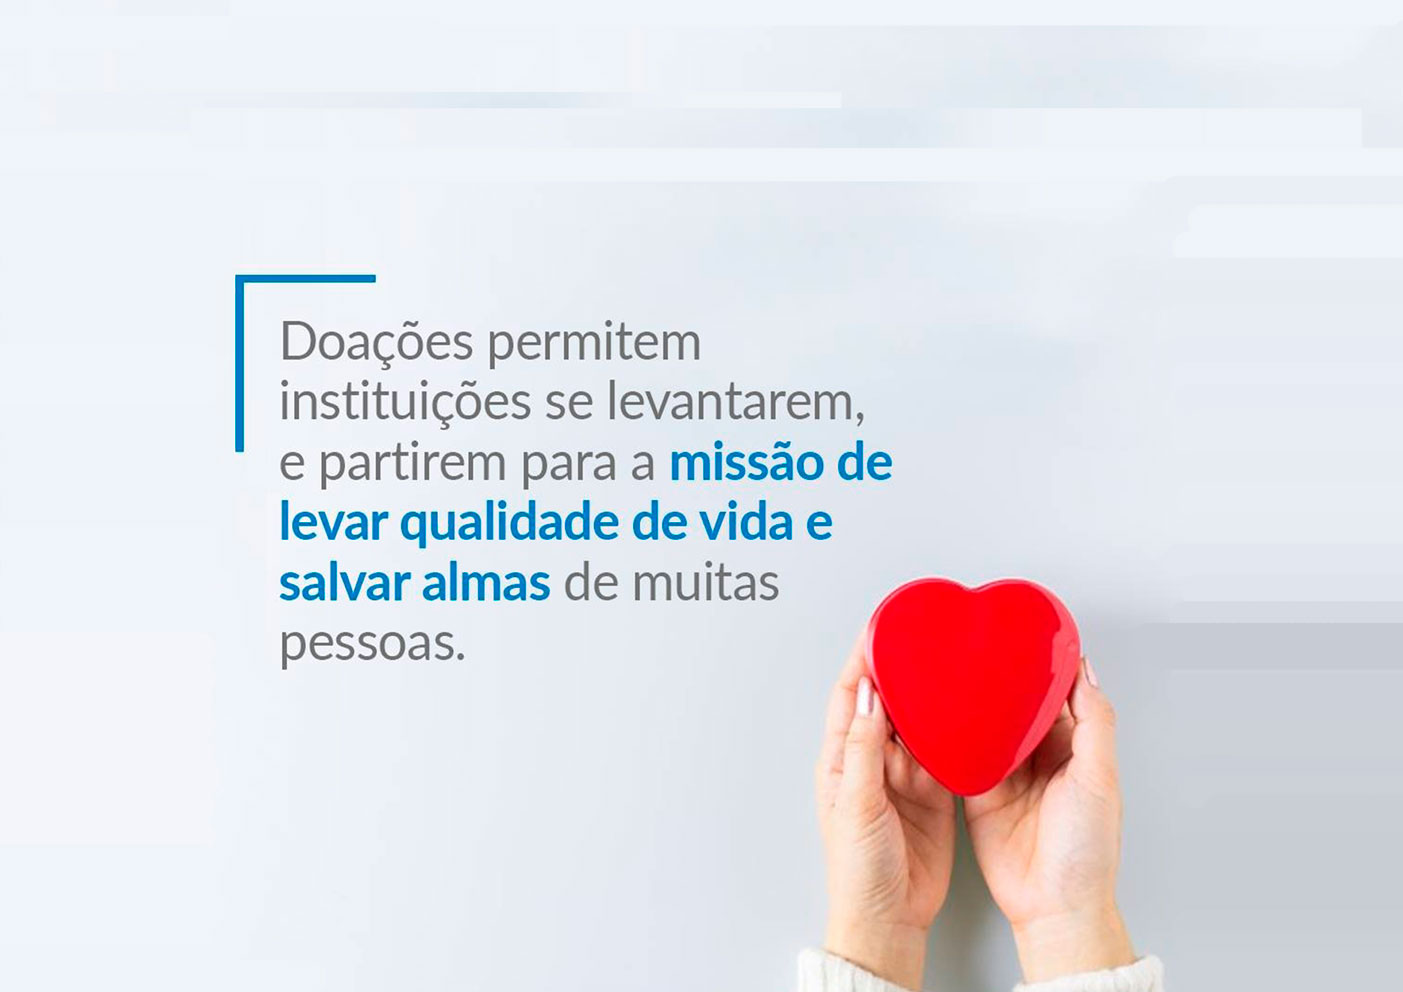 Doações permitem
instituições se levantarem,
e partirem para a missão de
levar qualidade de vida e
salvar almas de muitas
pessoas.